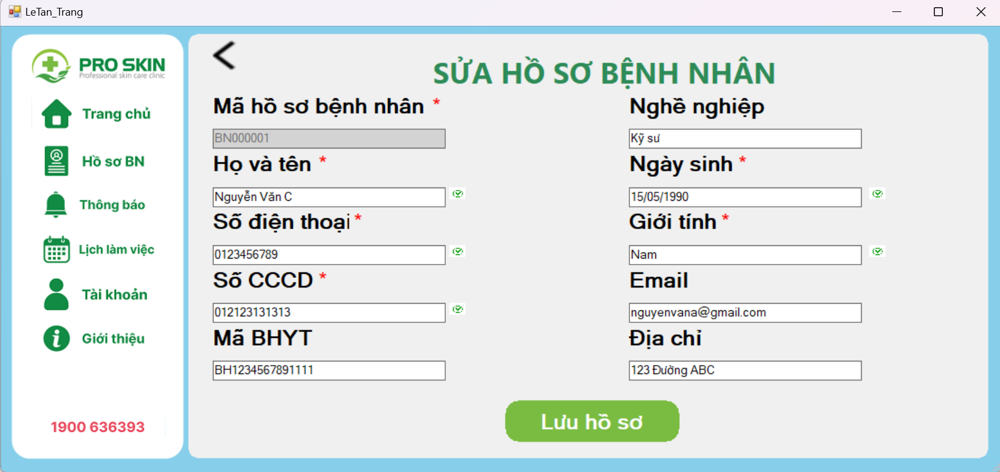 LeTan_Trang
PRO SKIN
Professional skin care clinic
Trang chủ
Hồ sơ BN
Thông báo
Lịch làm việc
Tài khoản
Giới thiệu
1900 636393
SỬA HỒ SƠ BỆNH NHÂN
Mã hồ sơ bệnh nhân *
BN000001
Họ và tên *
Nguyễn Văn C
Số điện thoại *
0123456789
Số CCCD *
012123131313
Mã BHYT
BH1234567891111
Nghề nghiệp
Kỹ sư
Ngày sinh *
15/05/1990
Giới tính *
Nam
Email
nguyenvana@gmail.com
Địa chỉ
123 Đường ABC
Lưu hồ sơ